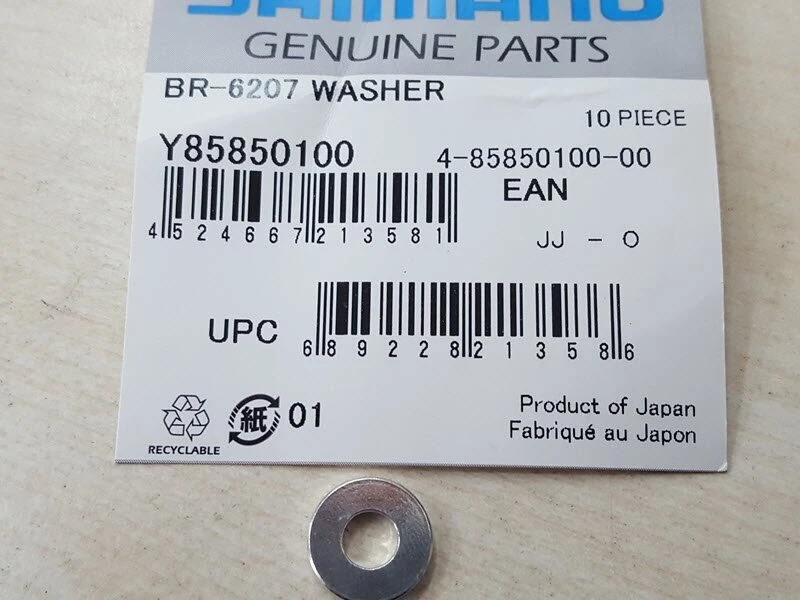 SHIMANO
GENUINE PARTS
BR-6207 WASHER
10 PIECE
Y85850100
4-85850100-00
EAN
4 524667 213581
JJ - O
UPC
6 89228 21358 6
紙 01
RECYCLABLE
Product of Japan
Fabriqué au Japon